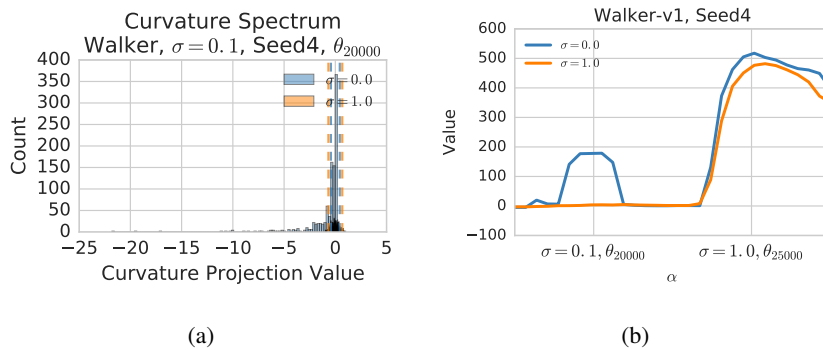 Curvature Spectrum
Walker, σ = 0.1, Seed4, θ20000
400
350
300
250
200
150
100
50
0
Count
σ = 0.0
σ = 1.0
−25 −20 −15 −10 −5 0 5
Curvature Projection Value
(a)
Walker-v1, Seed4
600
500
400
300
200
100
0
−100
Value
σ = 0.0
σ = 1.0
σ = 0.1, θ20000 σ = 1.0, θ25000
α
(b)